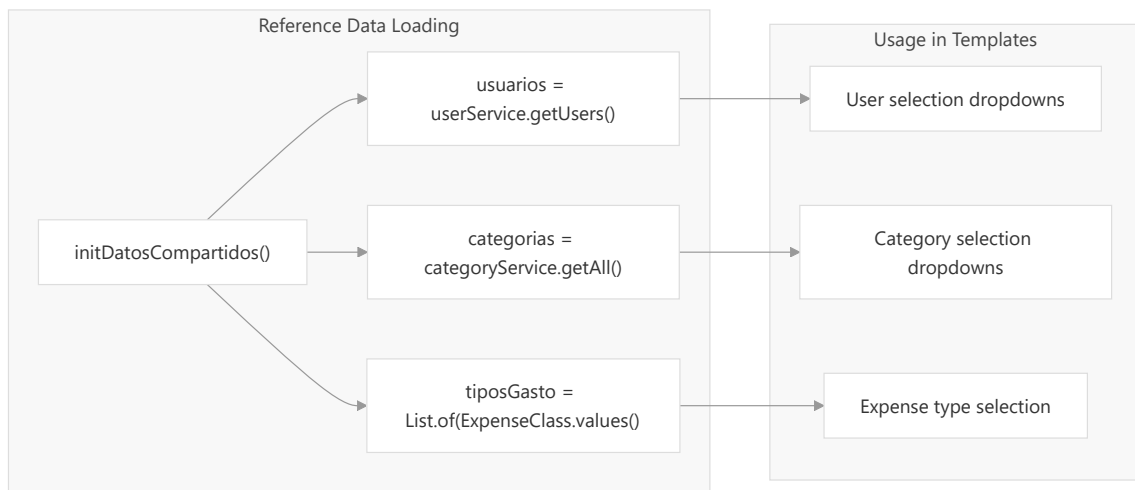 Reference Data Loading
usuarios =
userService.getUsers()
initDatosCompartidos()
categorias =
categoryService.getAll()
tiposGasto =
List.of(ExpenseClass.values()
Usage in Templates
User selection dropdowns
Category selection
dropdowns
Expense type selection